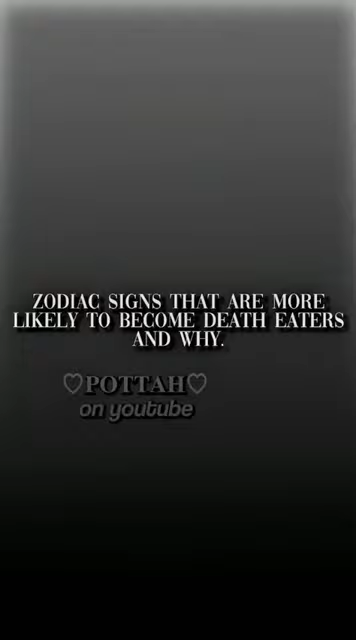 ZODIAC SIGNS THAT ARE MORE
LIKELY TO BECOME DEATH EATERS
AND WHY.
♡POTTAH♡
on youtube